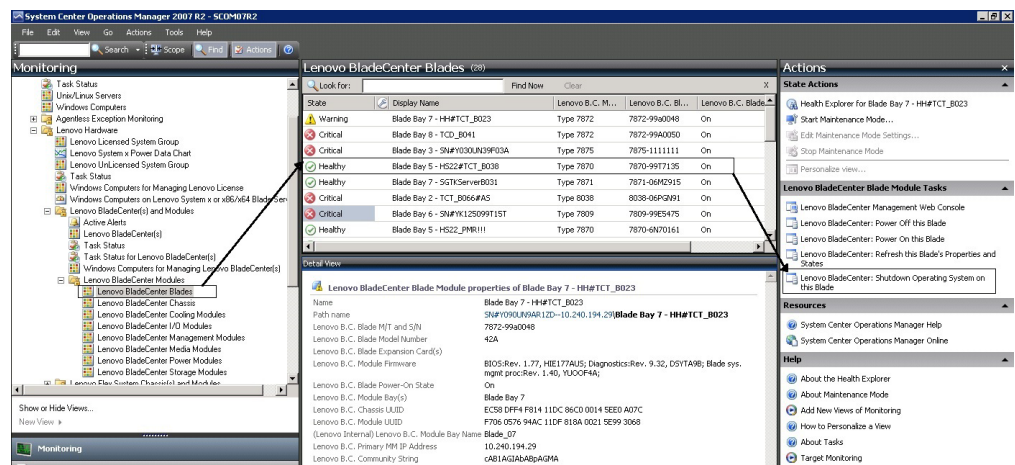 System Center Operations Manager 2007 R2 - SCOM07R2
File Edit View Go Actions Tools Help
Search Scope Find Actions
Monitoring
Task Status
Unix/Linux Servers
Windows Computers
Agentless Exception Monitoring
Lenovo Hardware
Lenovo Licensed System Group
Lenovo System x Power Data Chart
Lenovo UnLicensed System Group
Task Status
Windows Computers for Managing Lenovo License
Windows Computers on Lenovo System x or x86/x64 Blade Serv
Lenovo BladeCenter(s) and Modules
Active Alerts
Lenovo BladeCenter(s)
Task Status
Task Status for Lenovo BladeCenter(s)
Windows Computers for Managing Lenovo BladeCenter(s)
Lenovo BladeCenter Modules
Lenovo BladeCenter Blades
Lenovo BladeCenter Chassis
Lenovo BladeCenter Cooling Modules
Lenovo BladeCenter I/O Modules
Lenovo BladeCenter Management Modules
Lenovo BladeCenter Media Modules
Lenovo BladeCenter Power Modules
Lenovo BladeCenter Storage Modules
Lenovo Flex System Chassis(s) and Modules
Show or Hide Views...
New View
Monitoring
Lenovo BladeCenter Blades (28)
Look for: Find Now Clear X
State Display Name Lenovo B.C. M... Lenovo B.C. Bl... Lenovo B.C. Blade
Warning Blade Bay 7 - HH#TCT_B023 Type 7872 7872-99a0048 On
Critical Blade Bay 8 - TCD_B041 Type 7872 7872-99A0050 On
Critical Blade Bay 3 - SN#Y030UN39F03A Type 7875 7875-1111111 On
Healthy Blade Bay 5 - HS22#TCT_B038 Type 7870 7870-99T7135 On
Healthy Blade Bay 7 - SGTKServerB031 Type 7871 7871-06MZ915 On
Critical Blade Bay 2 - TCT_B066#AS Type 8038 8038-06PGN91 On
Critical Blade Bay 6 - SN#YK125099T15T Type 7809 7809-99E5475 On
Healthy Blade Bay 5 - HS22_PMR!!! Type 7870 7870-6N70161 On
Detail View
Lenovo BladeCenter Blade Module properties of Blade Bay 7 - HH#TCT_B023
Name Blade Bay 7 - HH#TCT_B023
Path name SN#Y090UN9AR1ZD--10.240.194.29\Blade Bay 7 - HH#TCT_B023
Lenovo B.C. Blade M/T and S/N 7872-99a0048
Lenovo B.C. Blade Model Number 42A
Lenovo B.C. Blade Expansion Card(s)
Lenovo B.C. Module Firmware BIOS:Rev. 1.77, HIE177AUS; Diagnostics:Rev. 9.32, DSYTA9B; Blade sys.
mgmt proc:Rev. 1.40, YUOOF4A;
Lenovo B.C. Blade Power-On State On
Lenovo B.C. Module Bay(s) Blade Bay 7
Lenovo B.C. Chassis UUID EC58 DFF4 F814 11DC 86C0 0014 5EE0 A07C
Lenovo B.C. Module UUID F706 0576 94AC 11DF 818A 0021 5E99 3068
(Lenovo Internal) Lenovo B.C. Module Bay Name Blade_07
Lenovo B.C. Primary MM IP Address 10.240.194.29
Lenovo B.C. Community String cAB1AGIAbABpAGMA
Actions x
State Actions
Health Explorer for Blade Bay 7 - HH#TCT_B023
Start Maintenance Mode...
Edit Maintenance Mode Settings...
Stop Maintenance Mode
Personalize view...
Lenovo BladeCenter Blade Module Tasks
Lenovo BladeCenter Management Web Console
Lenovo BladeCenter: Power Off this Blade
Lenovo BladeCenter: Power On this Blade
Lenovo BladeCenter: Refresh this Blade's Properties and
States
Lenovo BladeCenter: Shutdown Operating System on
this Blade
Resources
System Center Operations Manager Help
System Center Operations Manager Online
Help
About the Health Explorer
About Maintenance Mode
Add New Views of Monitoring
How to Personalize a View
About Tasks
Target Monitoring